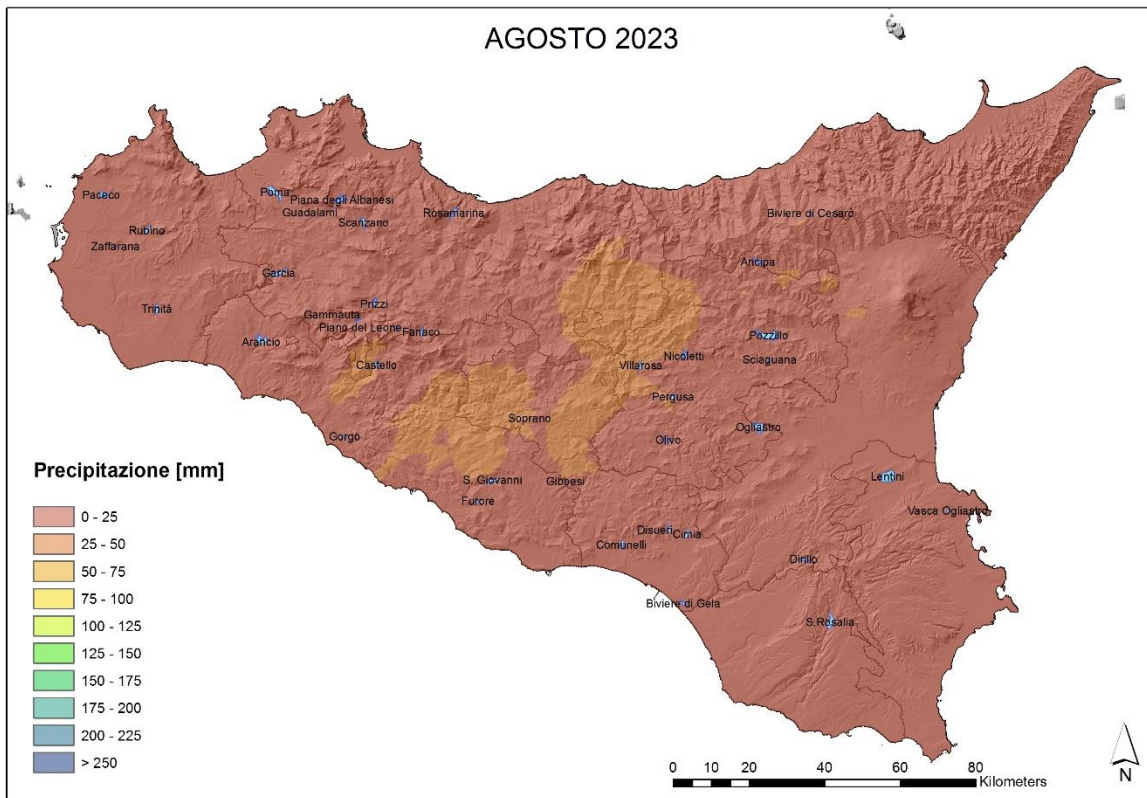 AGOSTO 2023
Paceco
Poma
Piana degli Albanesi
Guadalami
Scanzano
Rosamarina
Biviere di Cesarò
Rubino
Zaffarana
Garcia
Ancipa
Trinità
Prizzi
Gammauta
Piano del Leone
Fanaco
Arancio
Castello
Pozzillo
Nicoletti
Sciaguana
Villarosa
Pergusa
Soprano
Gorgo
Olivo
Ogliastro
S. Giovanni
Gibbesi
Lentini
Furore
Vasca Ogliastro
Disueri
Cimia
Comunelli
Dirillo
Biviere di Gela
S.Rosalia
Precipitazione [mm]
0 - 25
25 - 50
50 - 75
75 - 100
100 - 125
125 - 150
150 - 175
175 - 200
200 - 225
> 250
0 5 10 20 40 60 80
Kilometers
N